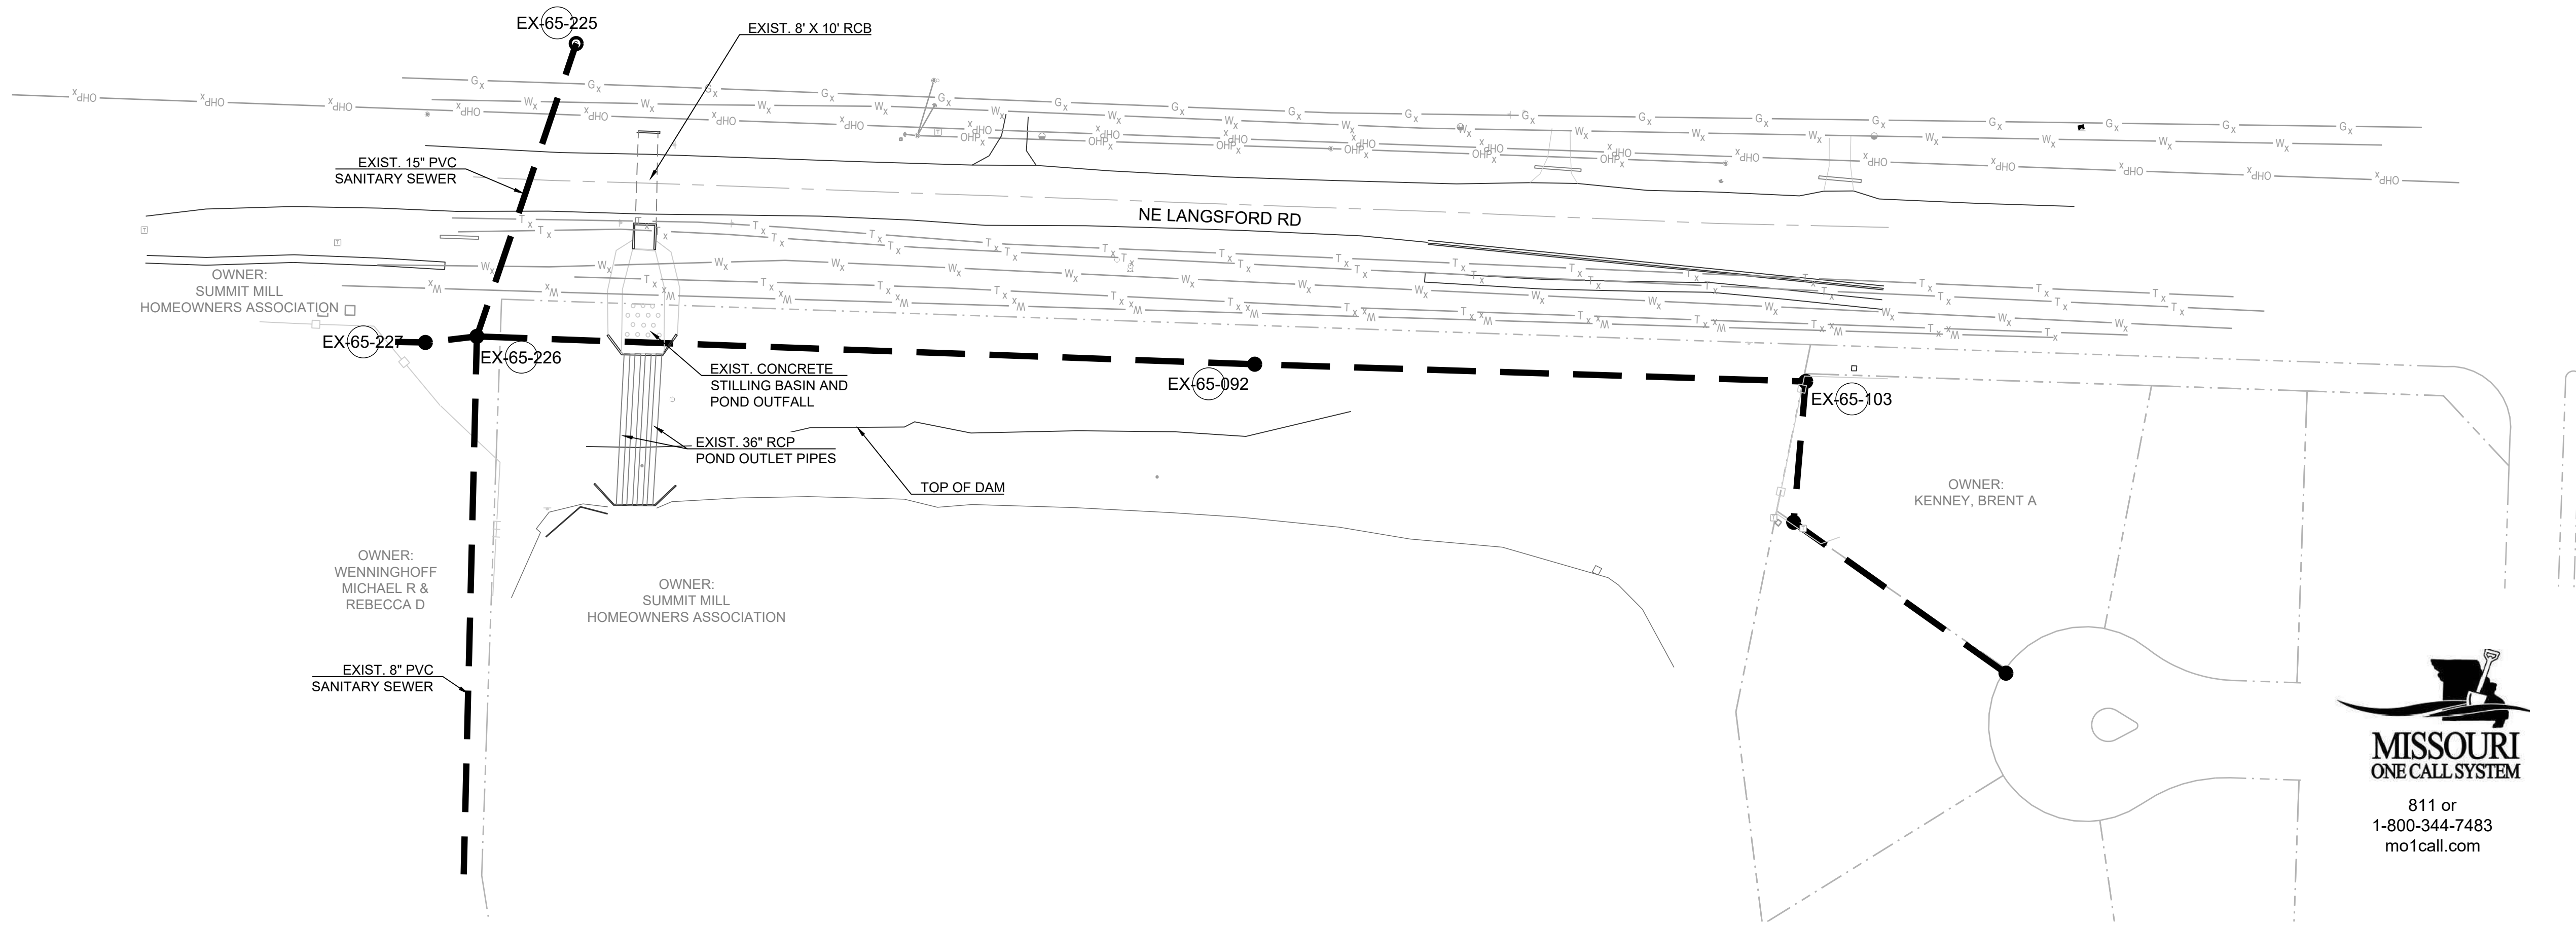 EX-65-225
EXIST. 8' X 10' RCB
EXIST. 15" PVC
SANITARY SEWER
NE LANGSFORD RD
OWNER:
SUMMIT MILL
HOMEOWNERS ASSOCIATION
EX-65-227
EX-65-226
EXIST. CONCRETE
STILLING BASIN AND
POND OUTFALL
EX-65-092
EX-65-103
EXIST. 36" RCP
POND OUTLET PIPES
TOP OF DAM
OWNER:
KENNEY, BRENT A
OWNER:
WENNINGHOFF
MICHAEL R &
REBECCA D
OWNER:
SUMMIT MILL
HOMEOWNERS ASSOCIATION
EXIST. 8" PVC
SANITARY SEWER
MISSOURI
ONE CALL SYSTEM
811 or
1-800-344-7483
mo1call.com